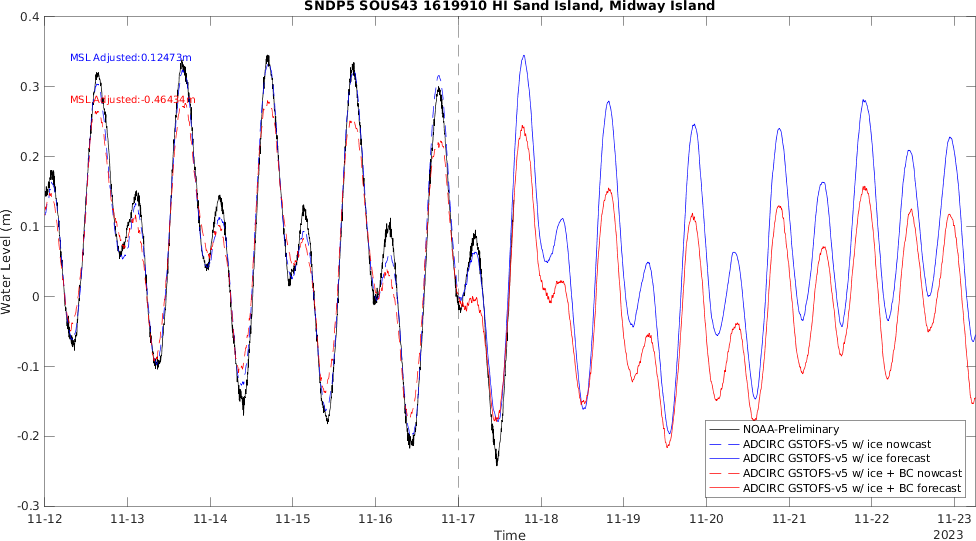 SNDP5 SOUS43 1619910 HI Sand Island, Midway Island
0.4
0.3
0.2
0.1
0
-0.1
-0.2
-0.3
Water Level (m)
MSL Adjusted:0.12473m
MSL Adjusted:-0.46434m
NOAA-Preliminary
ADCIRC GSTOFS-v5 w/ ice nowcast
ADCIRC GSTOFS-v5 w/ ice forecast
ADCIRC GSTOFS-v5 w/ ice + BC nowcast
ADCIRC GSTOFS-v5 w/ ice + BC forecast
11-12 11-13 11-14 11-15 11-16 11-17 11-18 11-19 11-20 11-21 11-22 11-23
Time
2023